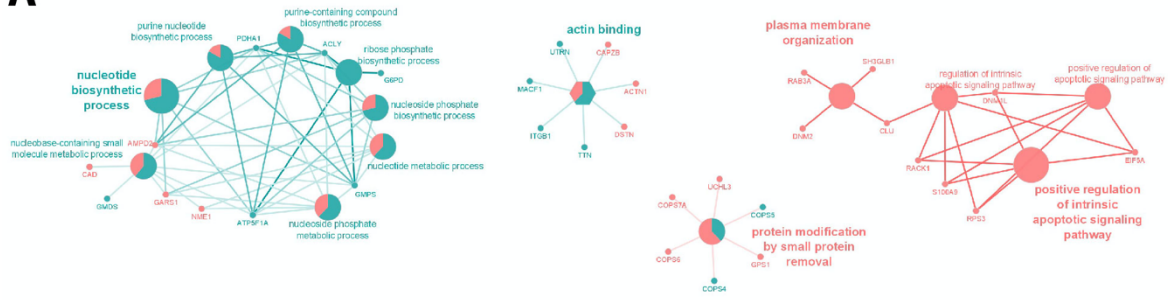 A
purine-containing compound
biosynthetic process
purine nucleotide
biosynthetic process
PDHA1
ACLY
ribose phosphate
biosynthetic process
G6PD
nucleotide
biosynthetic
process
nucleoside phosphate
biosynthetic process
AMPD2
nucleobase-containing small
molecule metabolic process
nucleotide metabolic process
CAD
GMDS
GARS1
NME1
ATP5F1A
GMPS
nucleoside phosphate
metabolic process
actin binding
UTRN
CAPZB
MACF1
ACTN1
ITGB1
DSTN
TTN
plasma membrane
organization
SH3GLB1
RAB3A
DNM2
CLU
regulation of intrinsic
apoptotic signaling pathway
DNM1L
positive regulation of
apoptotic signaling pathway
RACK1
EIF5A
S100A9
RPS3
positive regulation
of intrinsic
apoptotic signaling
pathway
UCHL3
COPS7A
COPS5
COPS6
GPS1
COPS4
protein modification
by small protein
removal